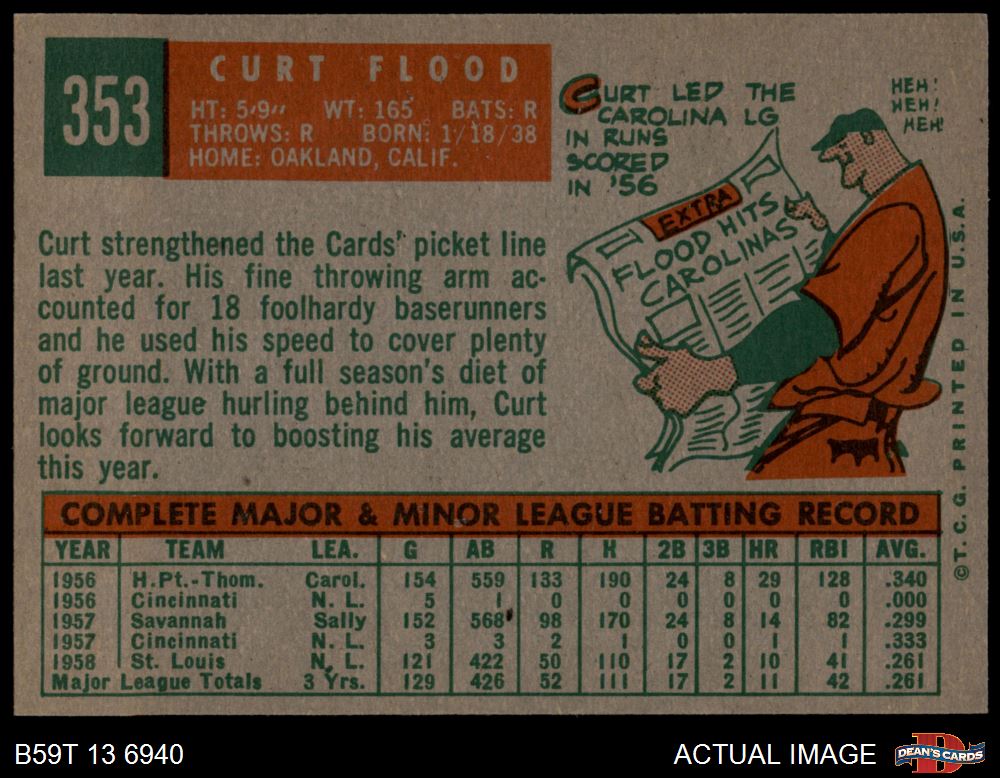 353
CURT FLOOD
HT: 5'9" WT: 165 BATS: R
THROWS: R BORN: 1/18/38
HOME: OAKLAND, CALIF.
CURT LED THE
CAROLINA LG
IN RUNS
SCORED
IN '56
HEH!
HEH!
HEH!
EXTRA
FLOOD HITS
CAROLINAS
Curt strengthened the Cards' picket line
last year. His fine throwing arm ac-
counted for 18 foolhardy baserunners
and he used his speed to cover plenty
of ground. With a full season's diet of
major league hurling behind him, Curt
looks forward to boosting his average
this year.
COMPLETE MAJOR & MINOR LEAGUE BATTING RECORD
YEAR TEAM LEA. G AB R H 2B 3B HR RBI AVG.
1956 H.Pt.-Thom. Carol. 154 559 133 190 24 8 29 128 .340
1956 Cincinnati N. L. 5 1 0 0 0 0 0 0 .000
1957 Savannah Sally 152 568 98 170 24 8 14 82 .299
1957 Cincinnati N. L. 3 3 2 1 0 0 1 1 .333
1958 St. Louis N. L. 121 422 50 110 17 2 10 41 .261
Major League Totals 3 Yrs. 129 426 52 111 17 2 11 42 .261
©T. C. G. PRINTED IN U.S.A.
B59T 13 6940
ACTUAL IMAGE
D
DEAN'S CARDS